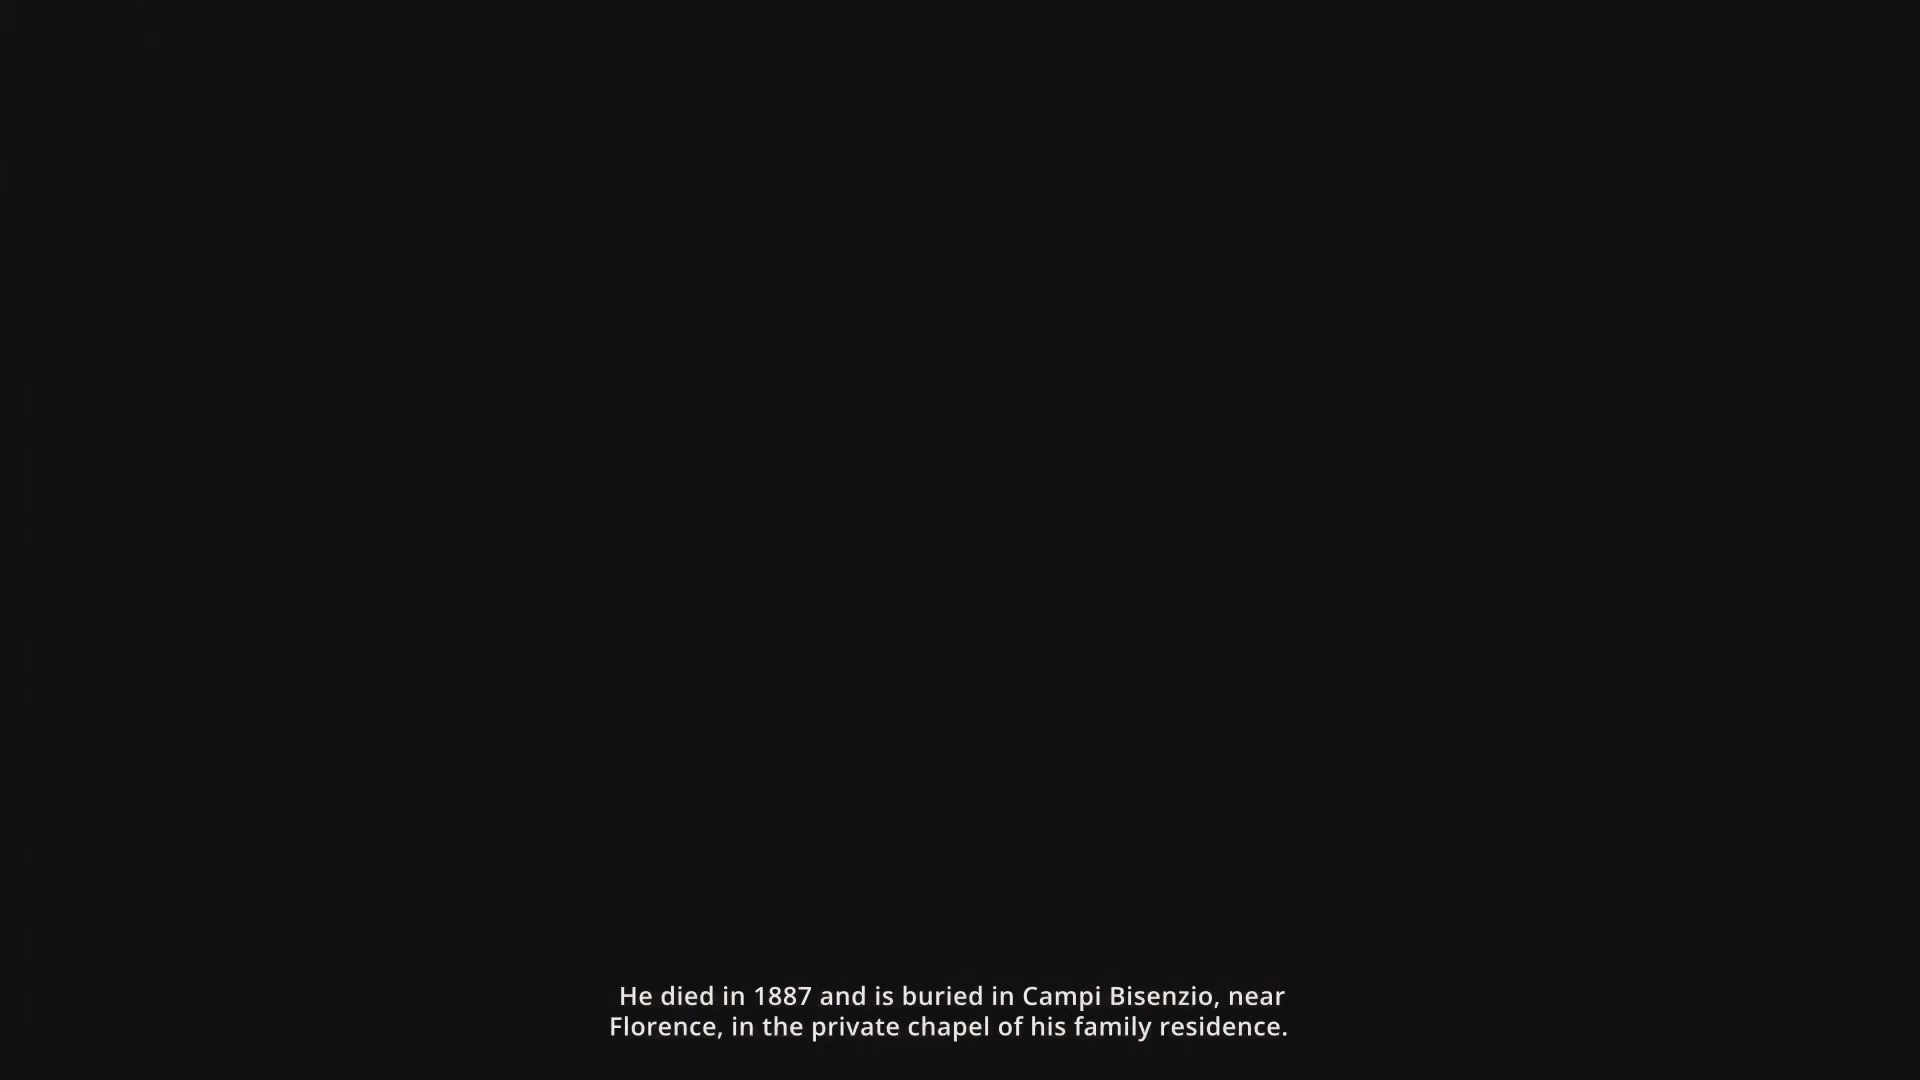 He died in 1887 and is buried in Campi Bisenzio, near
Florence, in the private chapel of his family residence.